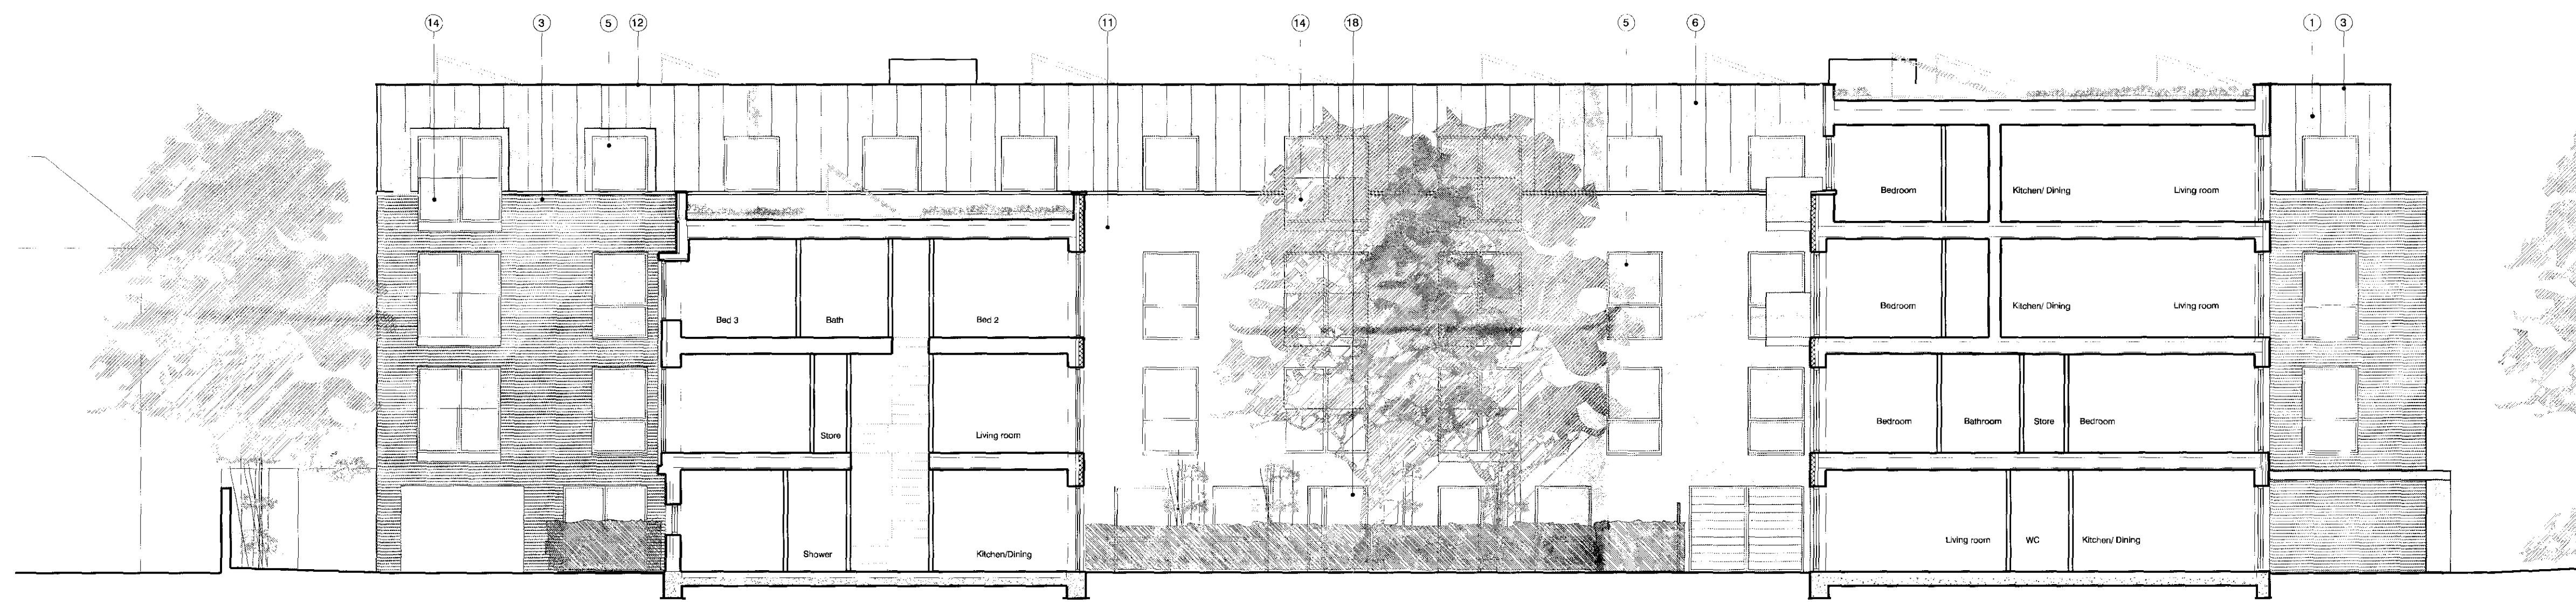 14 3 5 12 11 14 18 5 6 1 3
Bedroom Kitchen/ Dining Living room
Bed 3 Bath Bed 2 Bedroom Kitchen/ Dining Living room
Store Living room Bedroom Bathroom Store Bedroom
Shower Kitchen/Dining Living room WC Kitchen/ Dining